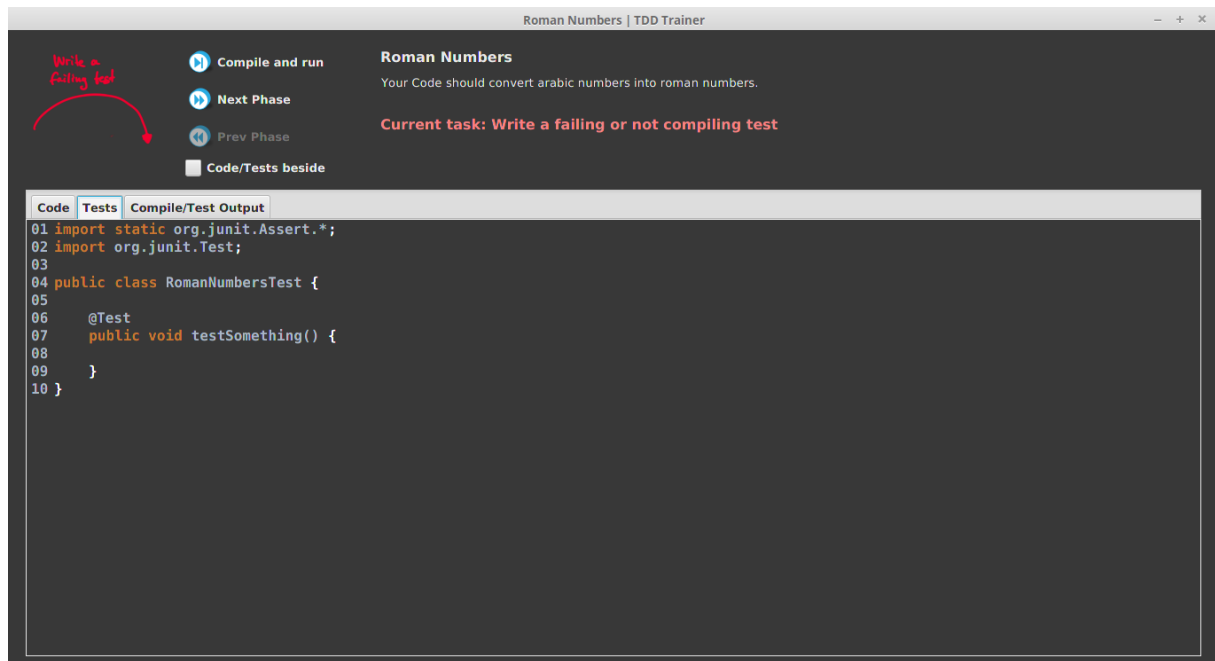 Roman Numbers | TDD Trainer
Write a
failing test
Compile and run
Next Phase
Prev Phase
Code/Tests beside
Roman Numbers
Your Code should convert arabic numbers into roman numbers.
Current task: Write a failing or not compiling test
Code Tests Compile/Test Output
01 import static org.junit.Assert.*;
02 import org.junit.Test;
03
04 public class RomanNumbersTest {
05
06 @Test
07 public void testSomething() {
08
09 }
10 }